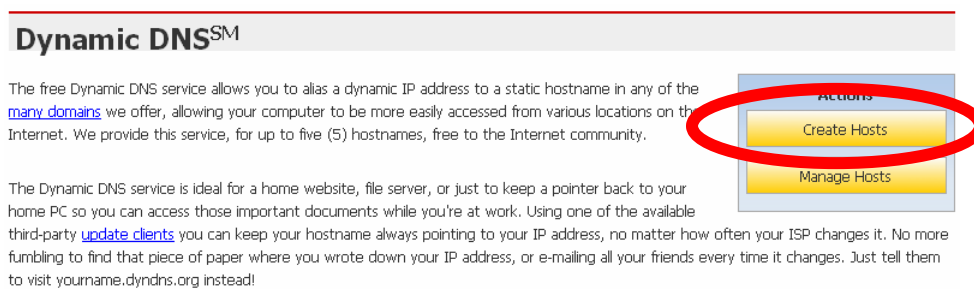 Dynamic DNSSM
The free Dynamic DNS service allows you to alias a dynamic IP address to a static hostname in any of the
many domains we offer, allowing your computer to be more easily accessed from various locations on the
Internet. We provide this service, for up to five (5) hostnames, free to the Internet community.
Actions
Create Hosts
Manage Hosts
The Dynamic DNS service is ideal for a home website, file server, or just to keep a pointer back to your
home PC so you can access those important documents while you're at work. Using one of the available
third-party update clients you can keep your hostname always pointing to your IP address, no matter how often your ISP changes it. No more
fumbling to find that piece of paper where you wrote down your IP address, or e-mailing all your friends every time it changes. Just tell them
to visit yourname.dyndns.org instead!